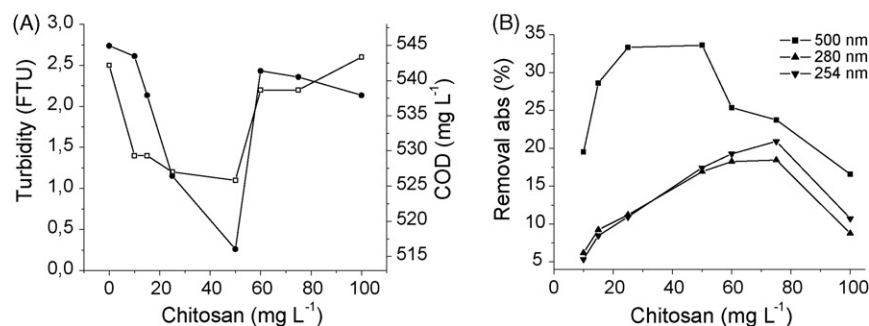 (A)
Turbidity (FTU)
3,0
2,5
2,0
1,5
1,0
0,5
0,0
0 20 40 60 80 100
Chitosan (mg L⁻¹)
545
540
535
530
525
520
515
COD (mg L⁻¹)
(B)
Removal abs (%)
35
30
25
20
15
10
5
0 20 40 60 80 100
Chitosan (mg L⁻¹)
500 nm
280 nm
254 nm